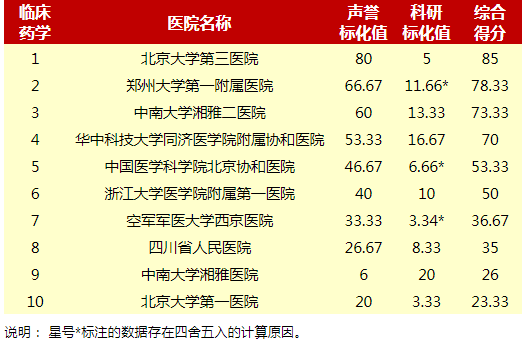 临床药学 医院名称 声誉标化值 科研标化值 综合得分
1 北京大学第三医院 80 5 85
2 郑州大学第一附属医院 66.67 11.66* 78.33
3 中南大学湘雅二医院 60 13.33 73.33
4 华中科技大学同济医学院附属协和医院 53.33 16.67 70
5 中国医学科学院北京协和医院 46.67 6.66* 53.33
6 浙江大学医学院附属第一医院 40 10 50
7 空军军医大学西京医院 33.33 3.34* 36.67
8 四川省人民医院 26.67 8.33 35
9 中南大学湘雅医院 6 20 26
10 北京大学第一医院 20 3.33 23.33
说明： 星号*标注的数据存在四舍五入的计算原因。